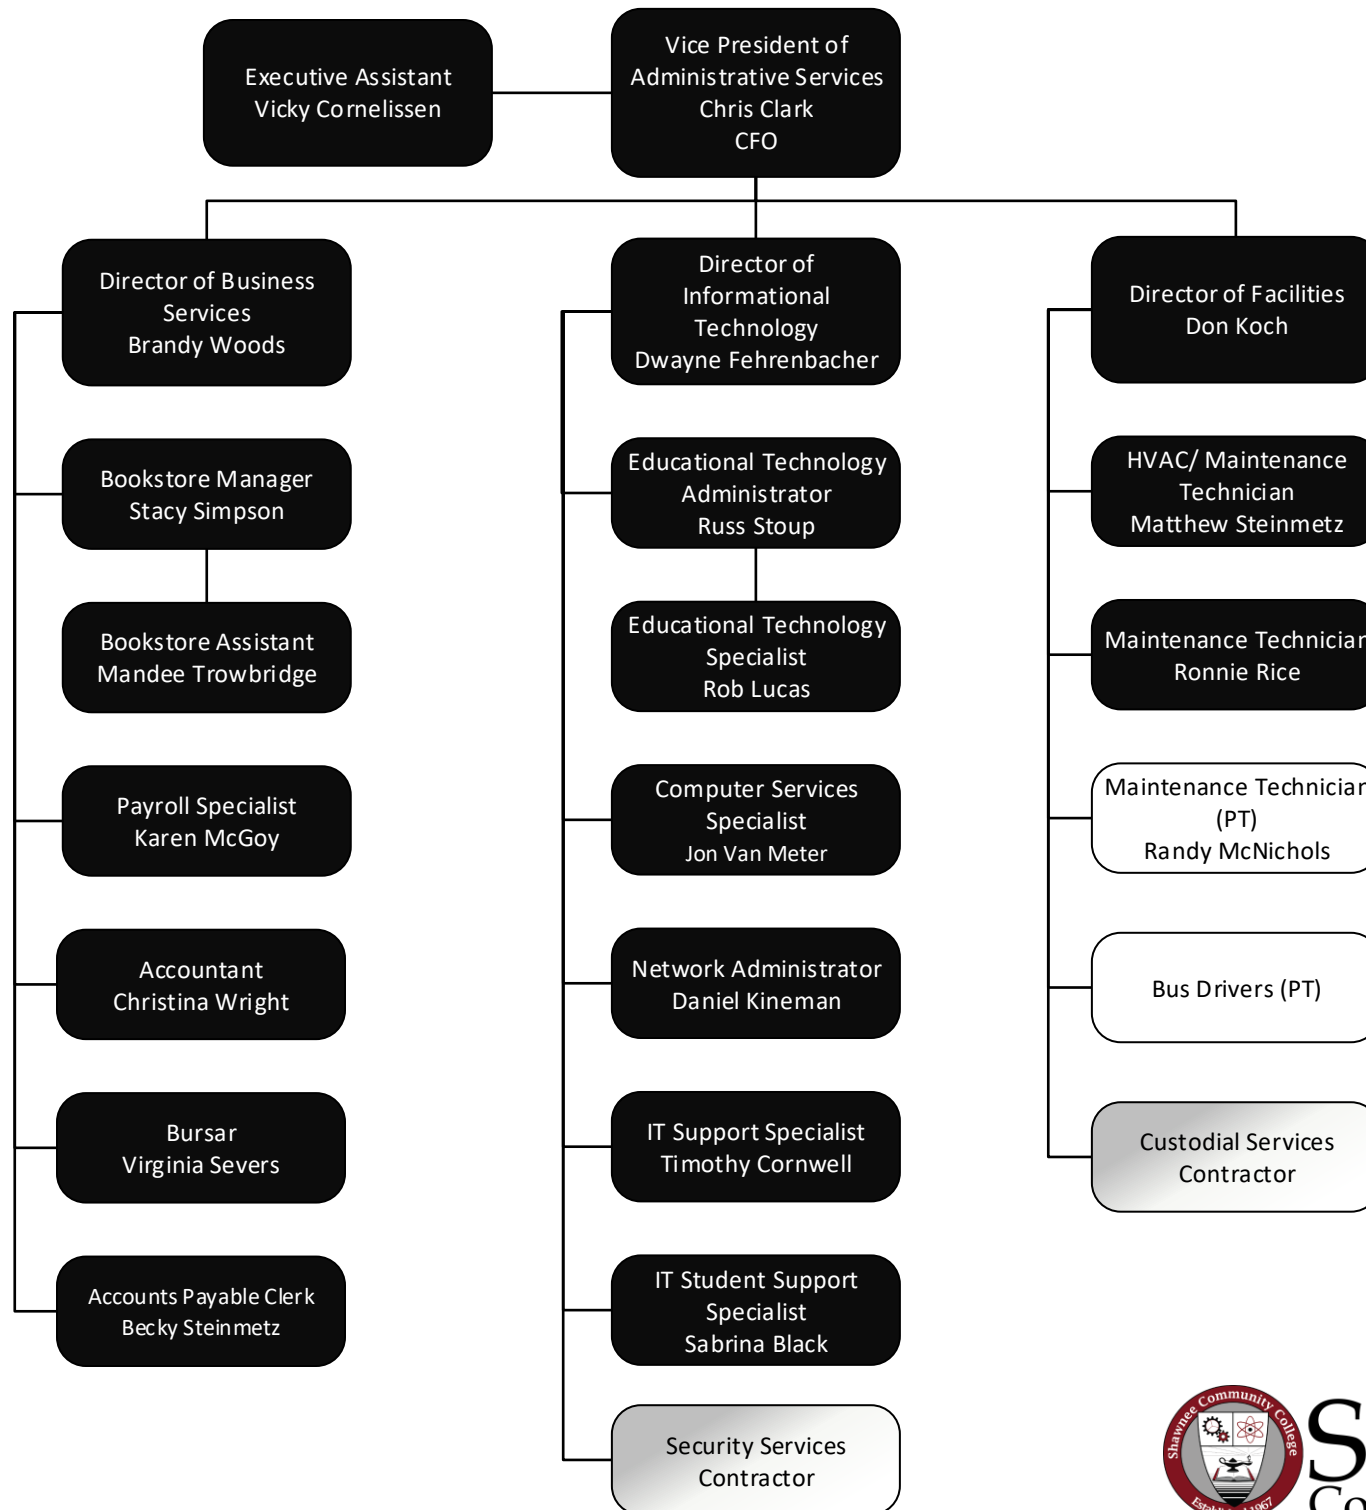 Executive Assistant
Vicky Cornelissen
Vice President of
Administrative Services
Chris Clark
CFO
Director of Business
Services
Brandy Woods
Bookstore Manager
Stacy Simpson
Bookstore Assistant
Mandee Trowbridge
Payroll Specialist
Karen McGoy
Accountant
Christina Wright
Bursar
Virginia Severs
Accounts Payable Clerk
Becky Steinmetz
Director of
Informational
Technology
Dwayne Fehrenbacher
Educational Technology
Administrator
Russ Stoup
Educational Technology
Specialist
Rob Lucas
Computer Services
Specialist
Jon Van Meter
Network Administrator
Daniel Kineman
IT Support Specialist
Timothy Cornwell
IT Student Support
Specialist
Sabrina Black
Security Services
Contractor
Director of Facilities
Don Koch
HVAC/ Maintenance
Technician
Matthew Steinmetz
Maintenance Technician
Ronnie Rice
Maintenance Technician
(PT)
Randy McNichols
Bus Drivers (PT)
Custodial Services
Contractor
Shawnee Community College
Established 1967
S
Co